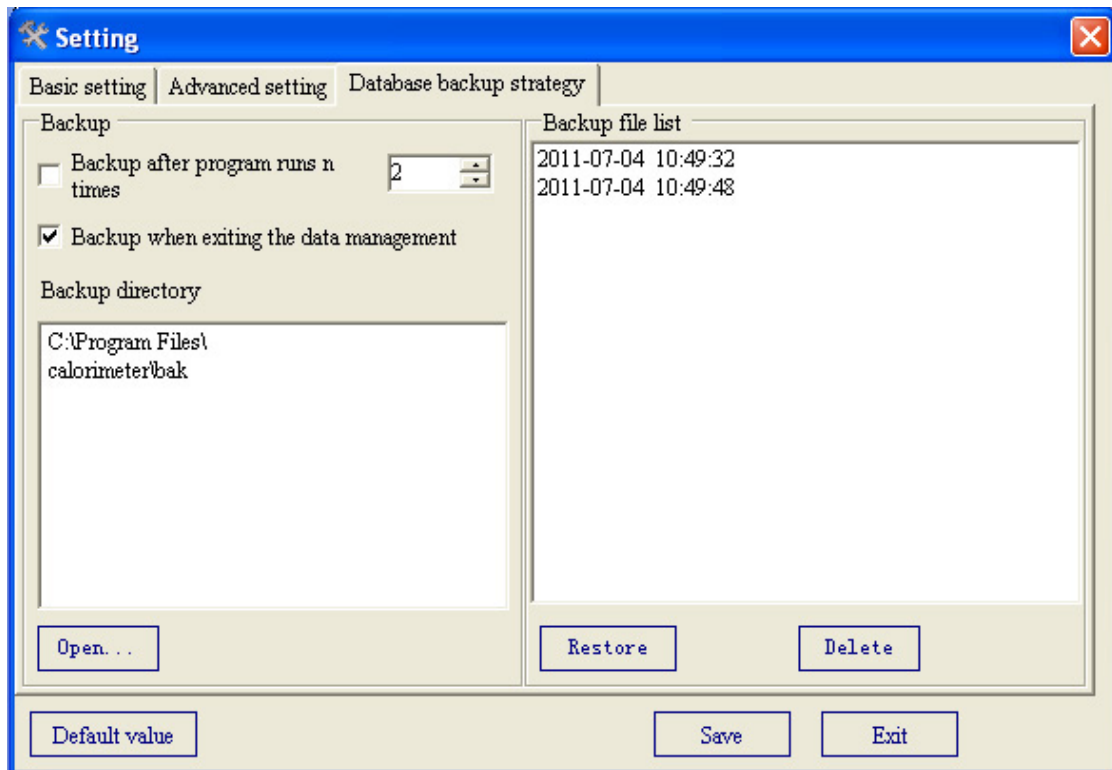 Setting
Basic setting
Advanced setting
Database backup strategy
Backup
Backup after program runs n
times
2
Backup when exiting the data management
Backup directory
C:\Program Files\
calorimeter\bak
Open...
Backup file list
2011-07-04 10:49:32
2011-07-04 10:49:48
Restore
Delete
Default value
Save
Exit